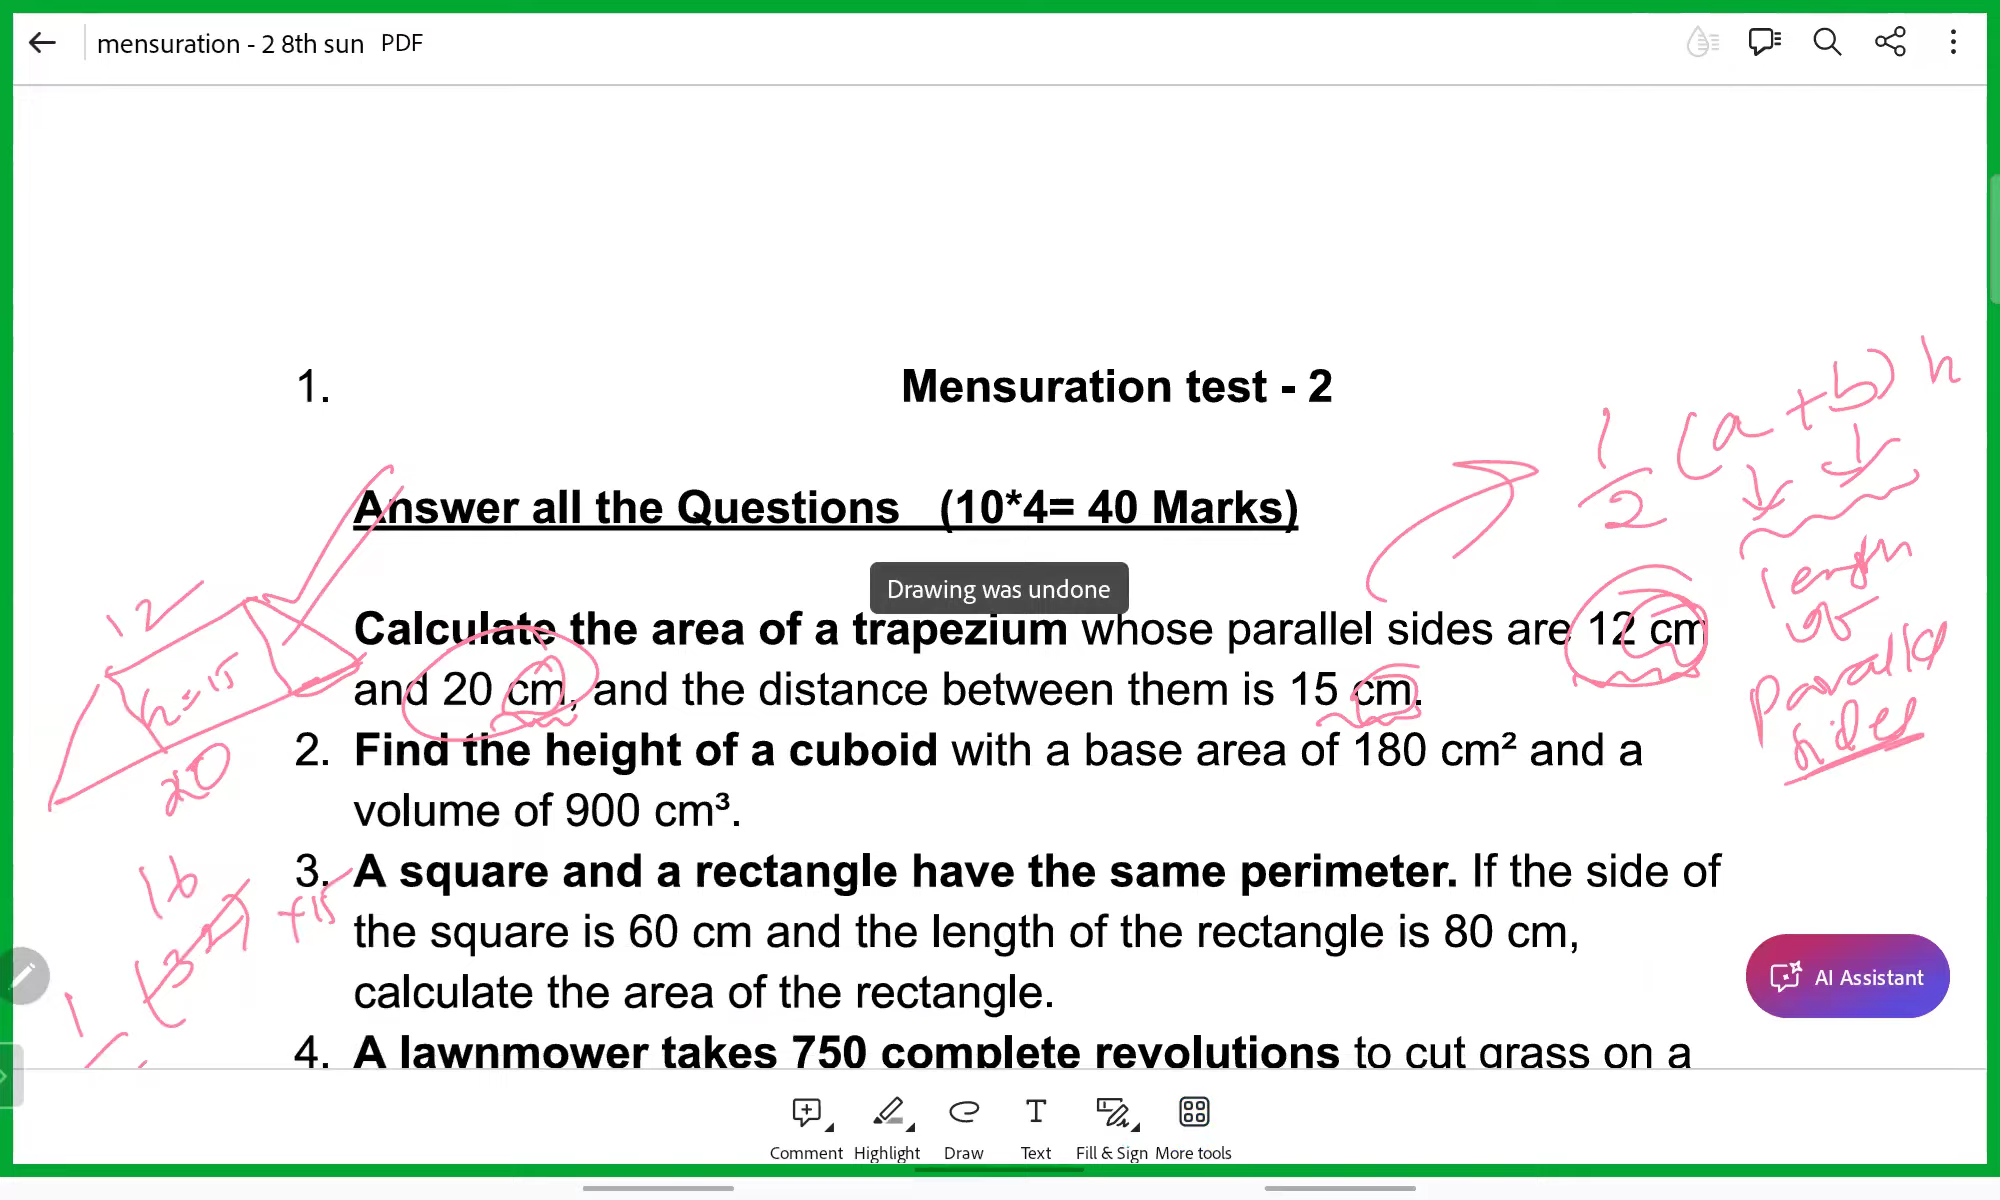 mensuration - 2 8th sun PDF
1. Mensuration test - 2
Answer all the Questions (10*4= 40 Marks)
Drawing was undone
Calculate the area of a trapezium whose parallel sides are 12 cm
and 20 cm, and the distance between them is 15 cm.
2. Find the height of a cuboid with a base area of 180 cm² and a
volume of 900 cm³.
3. A square and a rectangle have the same perimeter. If the side of
the square is 60 cm and the length of the rectangle is 80 cm,
calculate the area of the rectangle.
4. A lawnmower takes 750 complete revolutions to cut grass on a
1/2 (a+b) h
length
of
parallel
sides
12
h=15
20
16
AI Assistant
Comment Highlight Draw Text Fill & Sign More tools